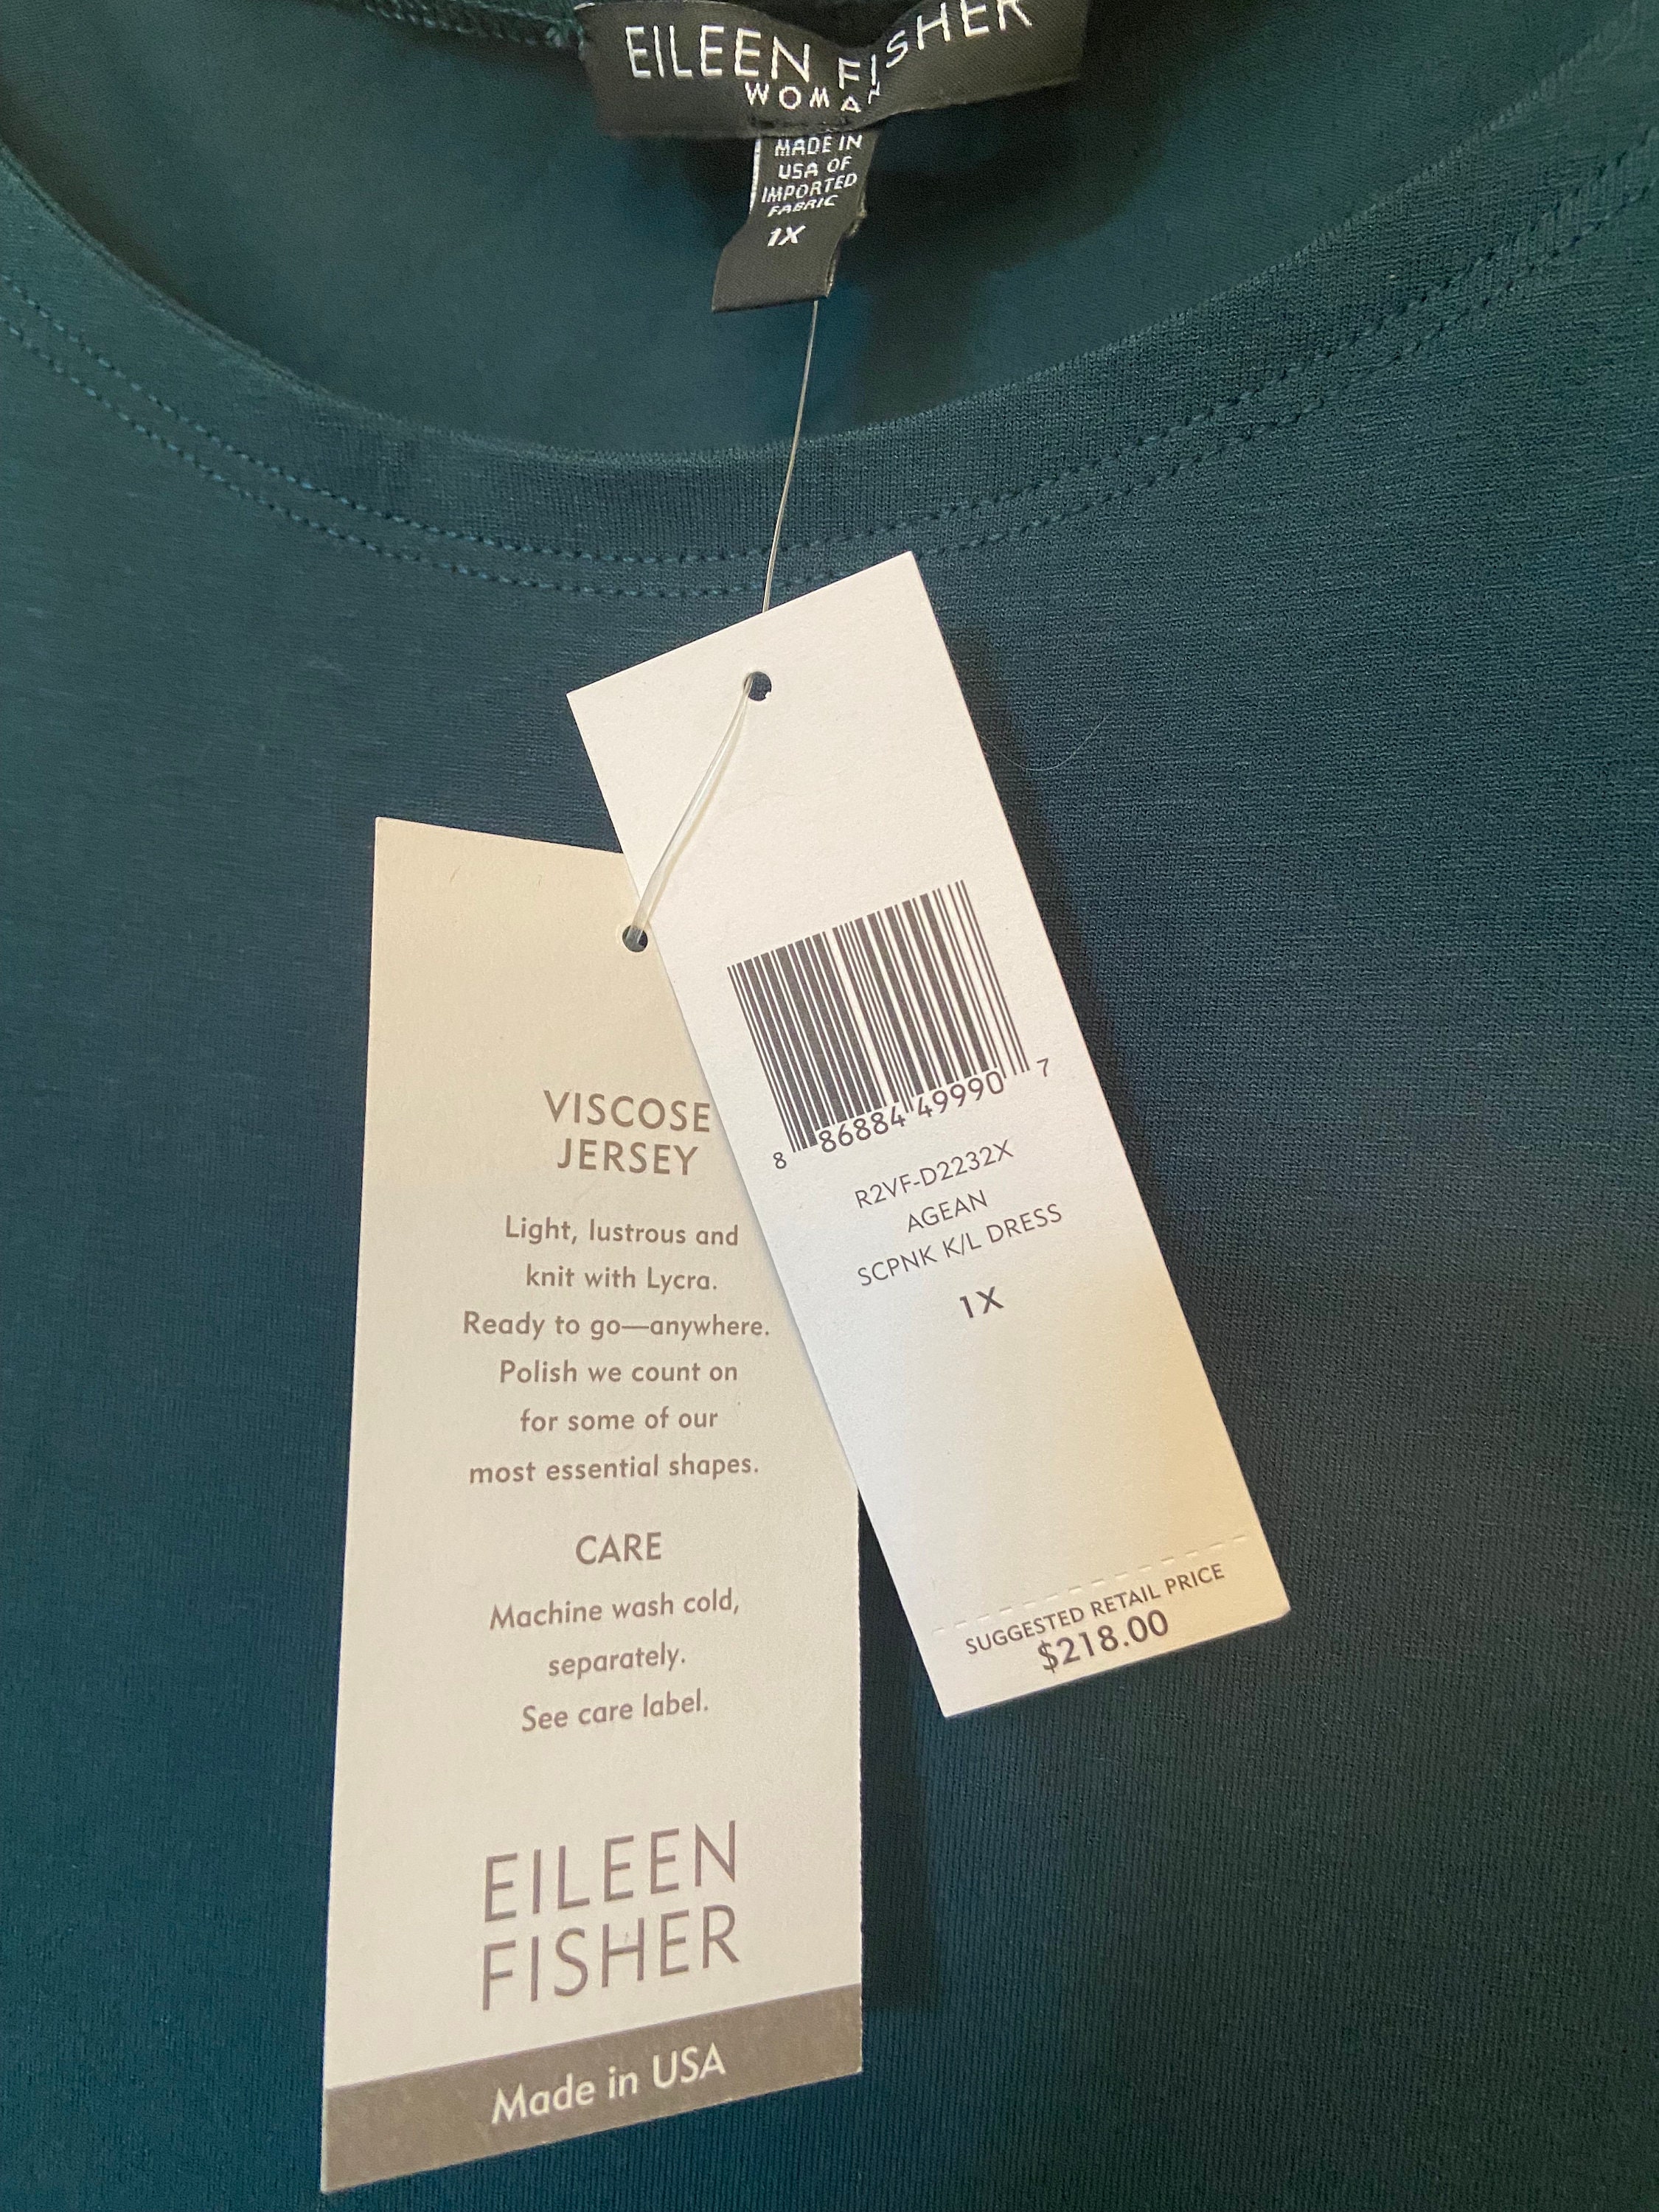 EILEEN FISHER
WOMAN
MADE IN
USA OF
IMPORTED
FABRIC
1X
8 86884 49990 7
R2VF-D2232X
AGEAN
SCPNK K/L DRESS
1X
SUGGESTED RETAIL PRICE
$218.00
VISCOSE
JERSEY
Light, lustrous and
knit with Lycra.
Ready to go—anywhere.
Polish we count on
for some of our
most essential shapes.
CARE
Machine wash cold,
separately.
See care label.
EILEEN
FISHER
Made in USA